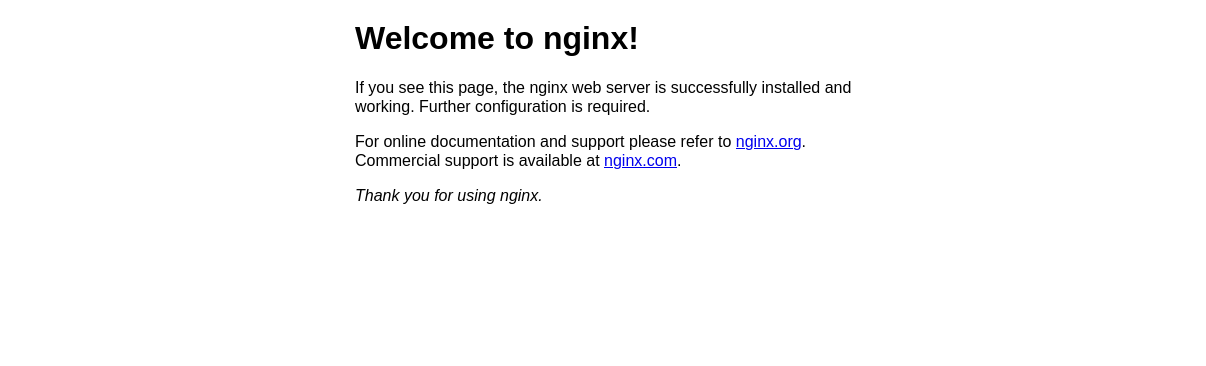 Welcome to nginx!
If you see this page, the nginx web server is successfully installed and
working. Further configuration is required.
For online documentation and support please refer to nginx.org.
Commercial support is available at nginx.com.
Thank you for using nginx.